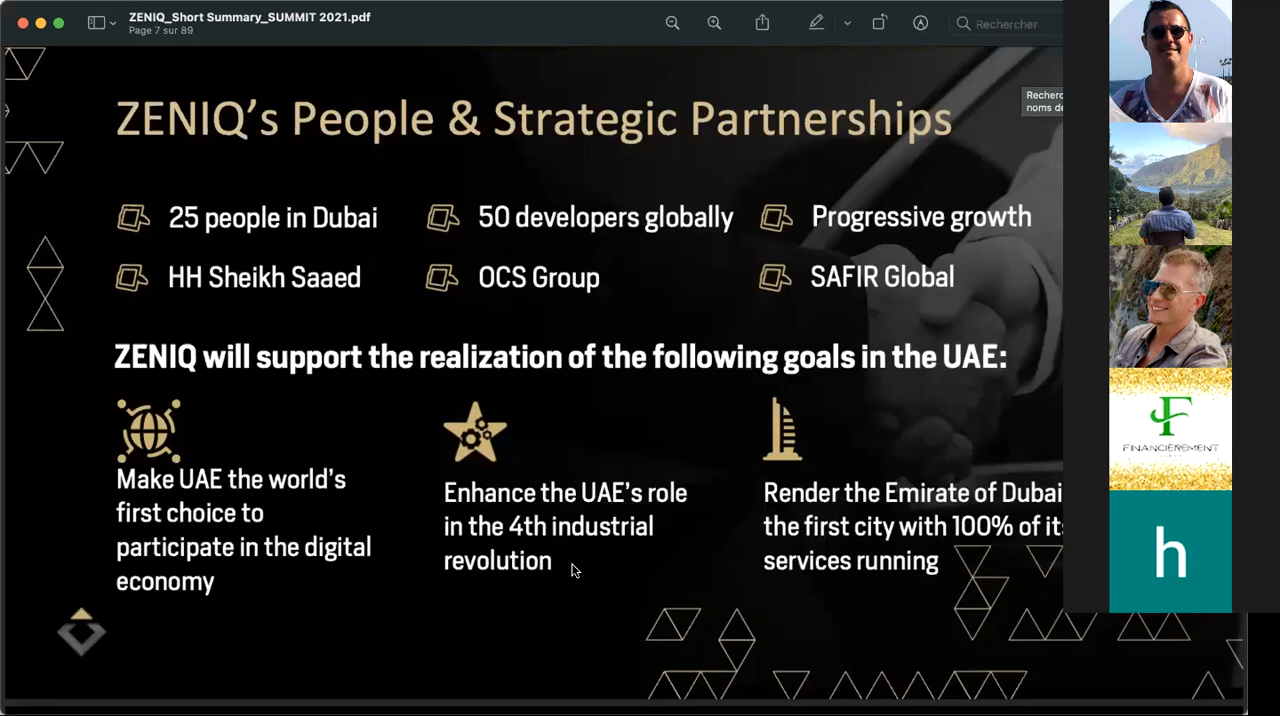 ZENIQ_Short Summary_SUMMIT 2021.pdf
Page 7 sur 89
Rechercher
ZENIQ's People & Strategic Partnerships
Recherc
noms de
25 people in Dubai
50 developers globally
Progressive growth
HH Sheikh Saaed
OCS Group
SAFIR Global
ZENIQ will support the realization of the following goals in the UAE:
Make UAE the world's
first choice to
participate in the digital
economy
Enhance the UAE's role
in the 4th industrial
revolution
Render the Emirate of Dubai
the first city with 100% of its
services running
F
FINANCIÈREMENT
h